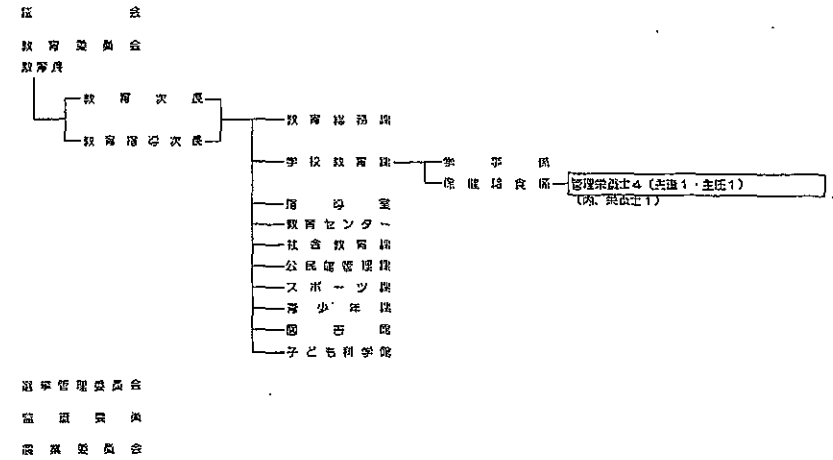 議会
教育委員会
教育長
教育次長
教育指導次長
教育総務課
学校教育課
学事係
保健給食係
管理栄養士4（主査1・主任1）
（内、栄養士1）
指導室
教育センター
社会教育課
公民館管理課
スポーツ課
青少年課
図書館
子ども科学館
選挙管理委員会
監査委員
農業委員会